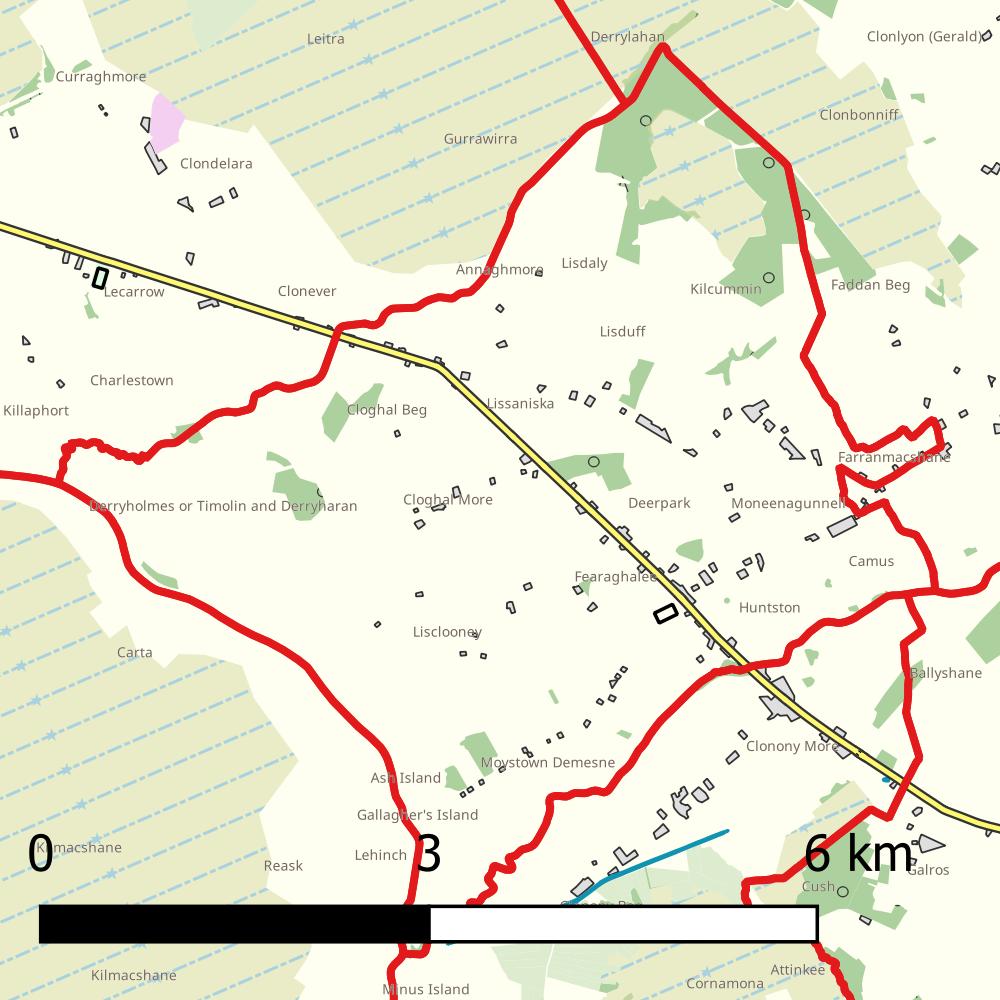 Derrylahan
Clonlyon (Gerald)
Leitra
Curraghmore
Clonbonniff
Gurrawirra
Clondelara
Lisdaly
Annaghmore
Faddan Beg
Kilcummin
Lecarrow
Clonever
Lisduff
Charlestown
Lissaniska
Killaphort
Cloghal Beg
Farranmacshane
Cloghal More
Deerpark
Moneenagunnell
Derryholmes or Timolin and Derryharan
Camus
Fearaghalee
Huntston
Lisclooney
Carta
Ballyshane
Clonony More
Moystown Demesne
Ash Island
Gallagher's Island
Kilmacshane
Lehinch
Reask
0 3 6 km
Galros
Cush
Attinkee
Kilmacshane
Cornamona
Minus Island